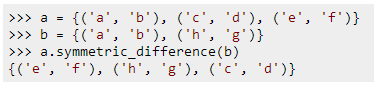 >>> a = {('a', 'b'), ('c', 'd'), ('e', 'f')}
>>> b = {('a', 'b'), ('h', 'g')}
>>> a.symmetric_difference(b)
{('e', 'f'), ('h', 'g'), ('c', 'd')}